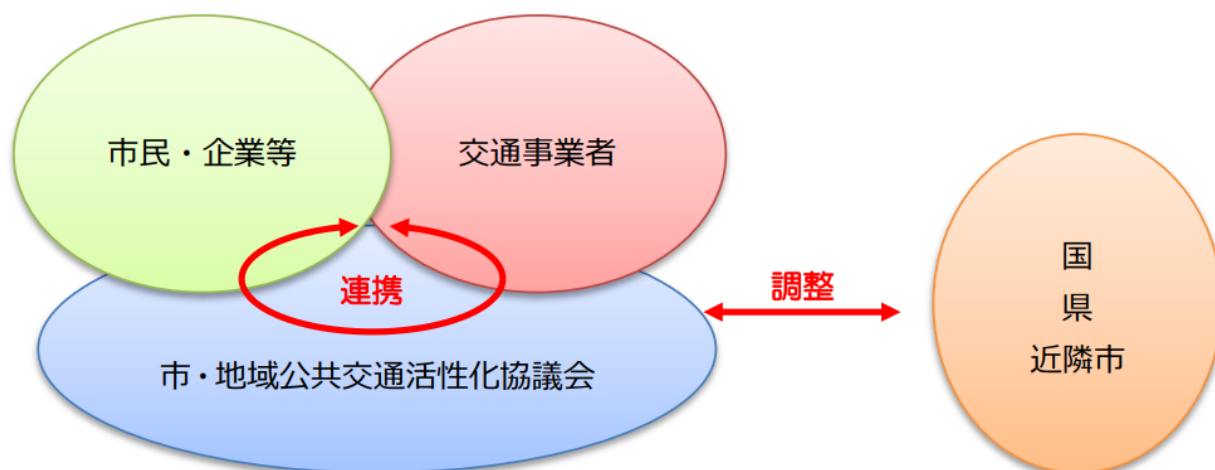 市民・企業等
交通事業者
連携
市・地域公共交通活性化協議会
調整
国
県
近隣市